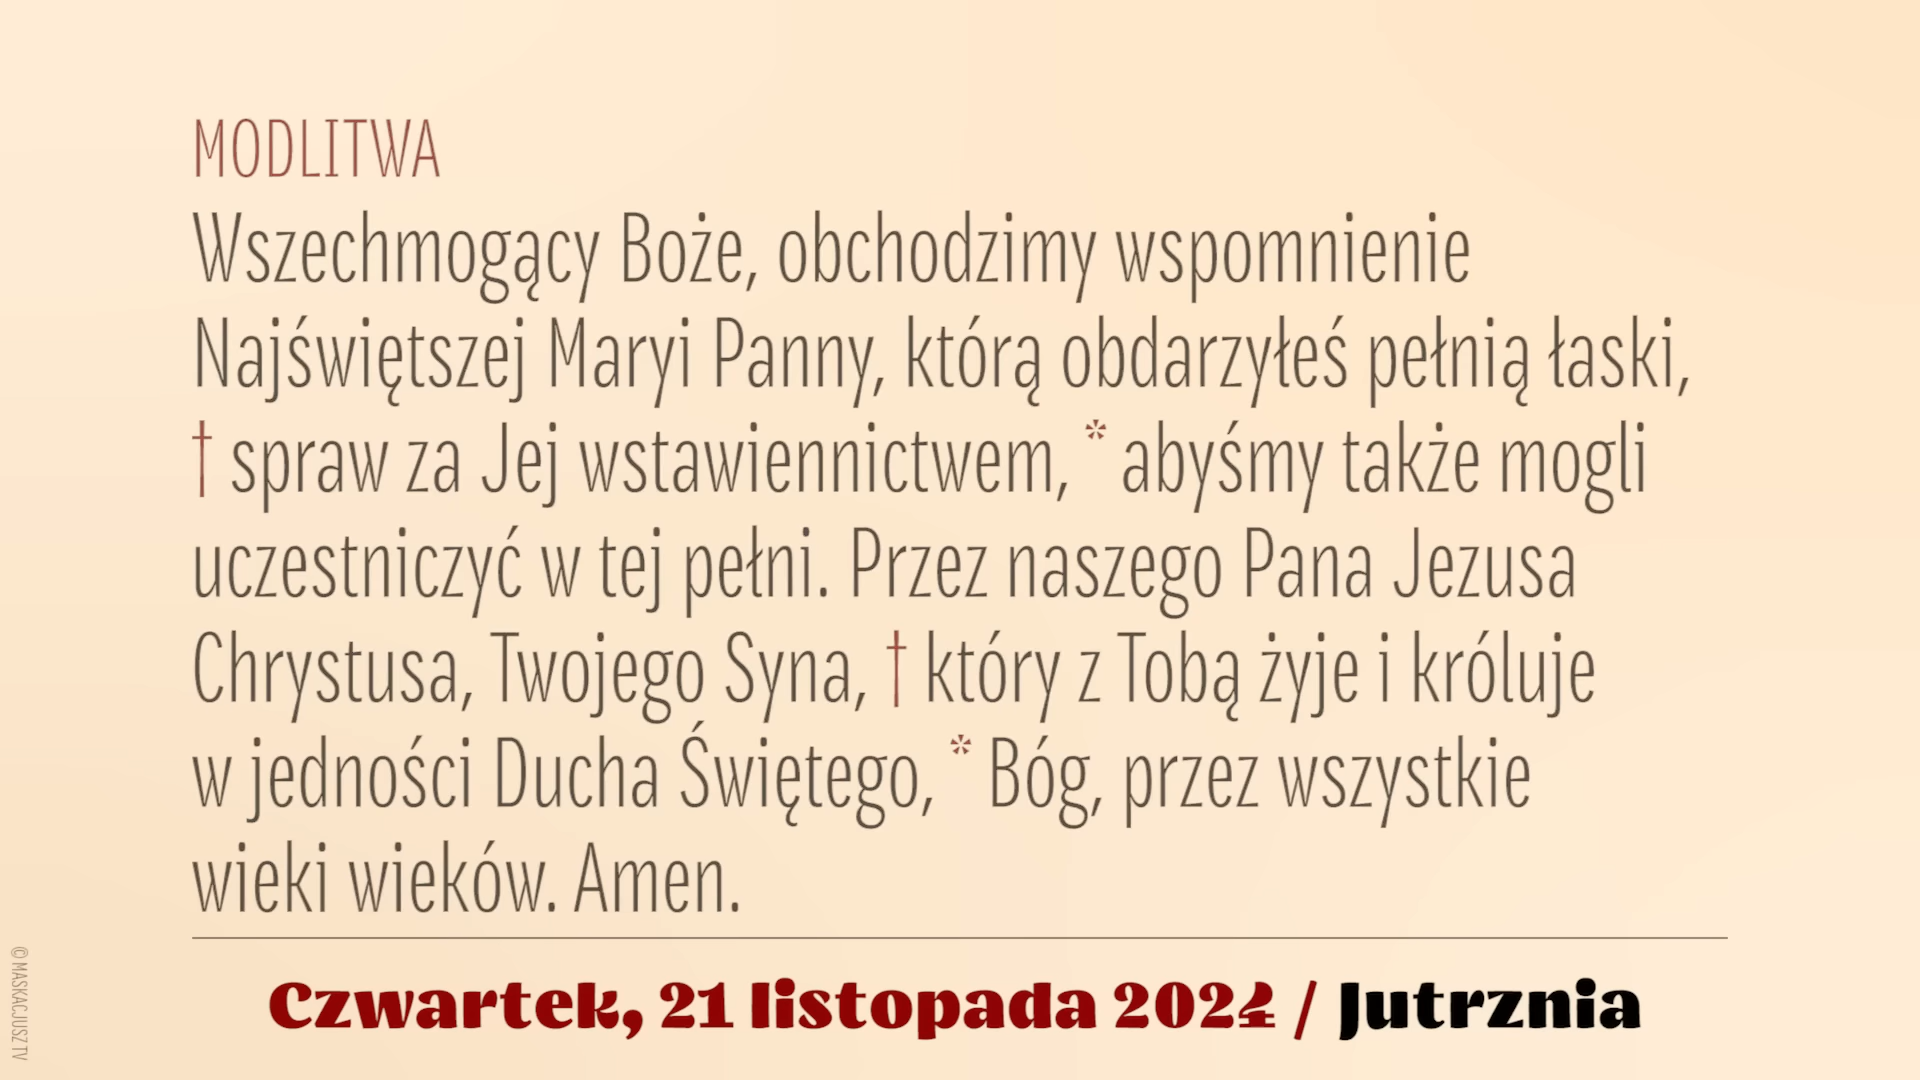 MODLITWA
Wszechmogący Boże, obchodzimy wspomnienie
Najświętszej Maryi Panny, którą obdarzyłeś pełnią łaski,
† spraw za Jej wstawiennictwem, * abyśmy także mogli
uczestniczyć w tej pełni. Przez naszego Pana Jezusa
Chrystusa, Twojego Syna, † który z Tobą żyje i króluje
w jedności Ducha Świętego, * Bóg, przez wszystkie
wieki wieków. Amen.
Czwartek, 21 listopada 2024 / Jutrznia
© MASKACJUSZ TV